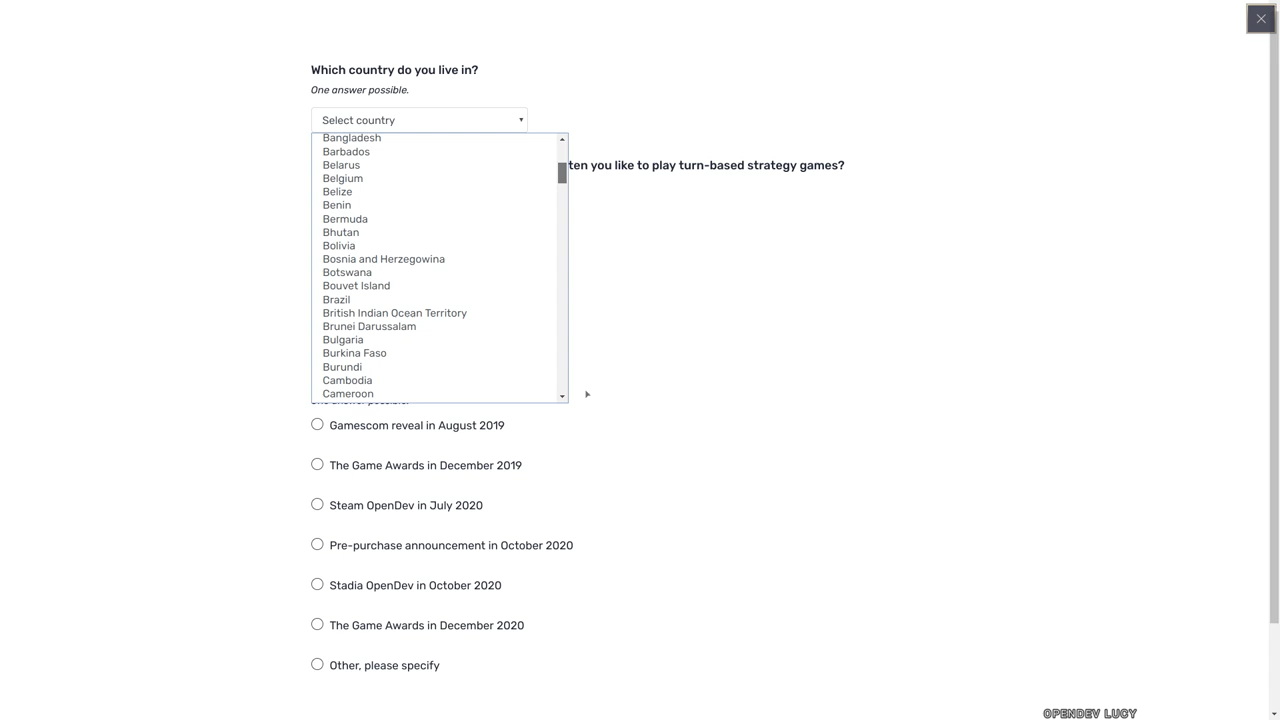 Which country do you live in?
One answer possible.
Select country
Bangladesh
Barbados
ten you like to play turn-based strategy games?
Belarus
Belgium
Belize
Benin
Bermuda
Bhutan
Bolivia
Bosnia and Herzegowina
Botswana
Bouvet Island
Brazil
British Indian Ocean Territory
Brunei Darussalam
Bulgaria
Burkina Faso
Burundi
Cambodia
Cameroon
Gamescom reveal in August 2019
The Game Awards in December 2019
Steam OpenDev in July 2020
Pre-purchase announcement in October 2020
Stadia OpenDev in October 2020
The Game Awards in December 2020
Other, please specify
OPENDEV LUCY